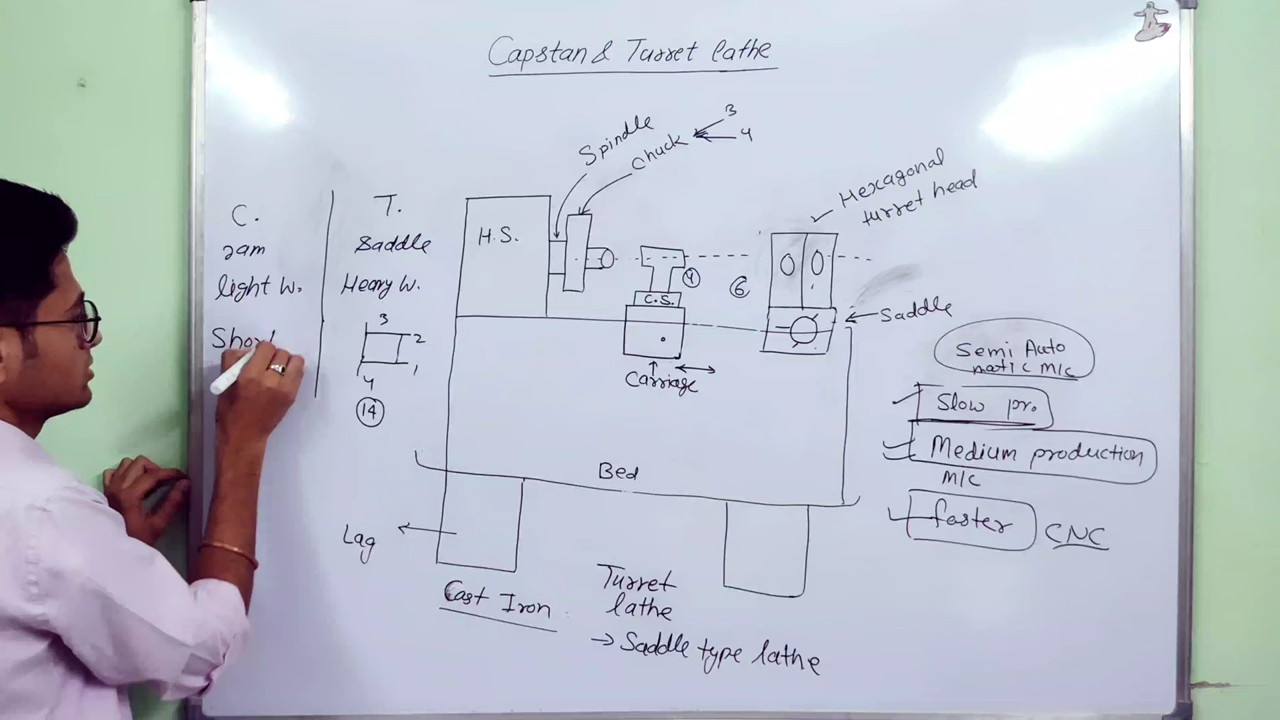 Capstan & Turret lathe
Spindle
Chuck
3
4
Hexagonal
turret head
C.
T.
ram
Saddle
light W.
Heavy W.
Shor
H.S.
4
6
C.S.
Saddle
Carriage
3
2
1
4
14
Semi Auto
matic M/C
Slow pr.
Medium production
M/C
faster
CNC
Bed
Lag
Cast Iron
Turret
lathe
→ Saddle type lathe